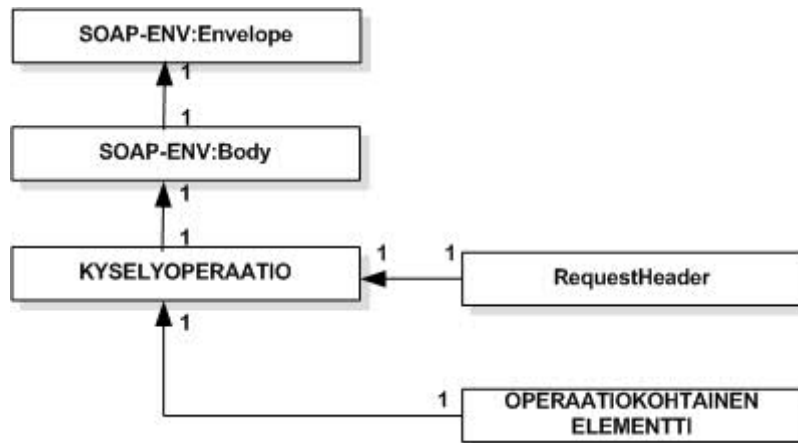 SOAP-ENV:Envelope
1
1
SOAP-ENV:Body
1
1
KYSELYOPERAATIO
1
1
RequestHeader
1
1
OPERAATIOKOHTAINEN
ELEMENTTI